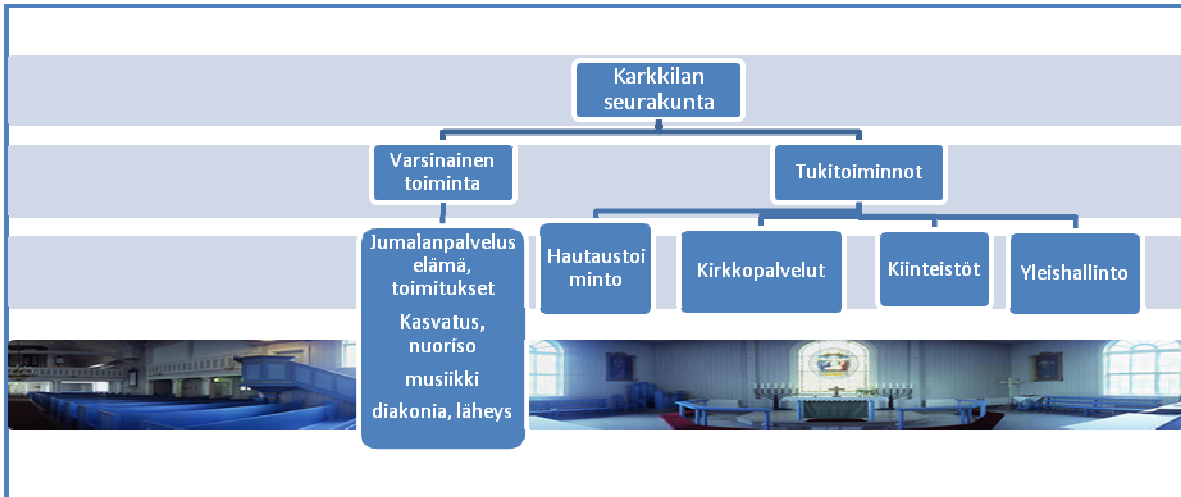 Karkkilan
seurakunta
Varsinainen
toiminta
Tukitoiminnot
Jumalanpalvelus
elämä,
toimitukset
Kasvatus,
nuoriso
musiikki
diakonia, läheys
Hautaustoi
minto
Kirkkopalvelut
Kiinteistöt
Yleishallinto